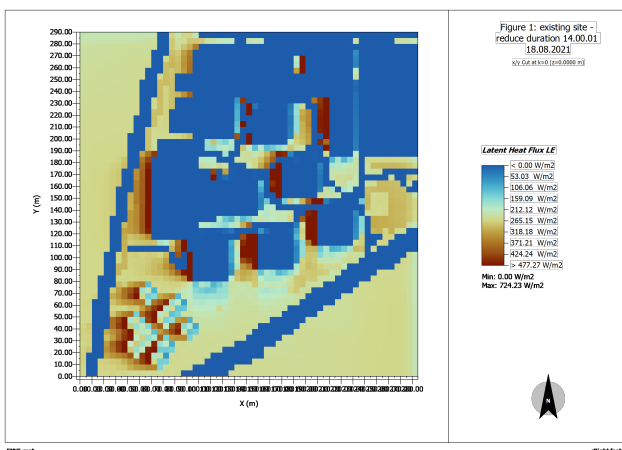 Figure 1: existing site -
reduce duration 14.00.01
18.08.2021
x/y Cut at k=0 (z=0.0000 m)
290.00
280.00
270.00
260.00
250.00
240.00
230.00
220.00
210.00
200.00
190.00
180.00
170.00
160.00
150.00
140.00
130.00
120.00
110.00
100.00
90.00
80.00
70.00
60.00
50.00
40.00
30.00
20.00
10.00
0.00
Y (m)
X (m)
Latent Heat Flux LE
< 0.00 W/m2
53.03 W/m2
106.06 W/m2
159.09 W/m2
212.12 W/m2
265.15 W/m2
318.18 W/m2
371.21 W/m2
424.24 W/m2
> 477.27 W/m2
Min: 0.00 W/m2
Max: 724.23 W/m2
N